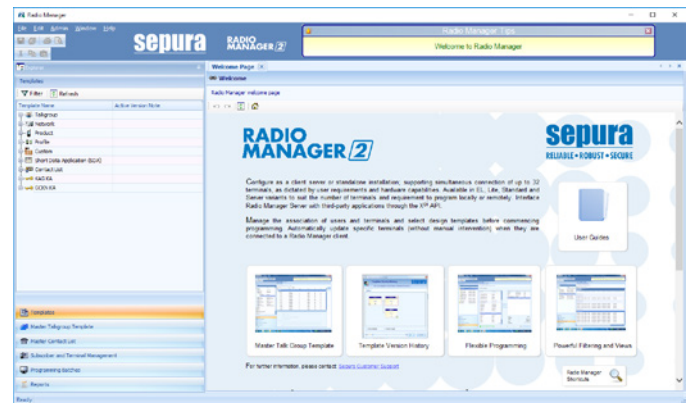 Radio Manager
File Edit Admin Window Help
sepura
RADIO
MANAGER 2
Radio Manager Tips
Welcome to Radio Manager
Explorer
Welcome Page
Welcome
Templates
Radio Manager welcome page
Filter Refresh
Template Name Active Version Note
Talkgroup
Network
Product
Profile
Custom
Short Data Application (SDA)
Contact List
RADIO
MANAGER 2
sepura
RELIABLE • ROBUST • SECURE
Configure as a client server or standalone installation, supporting simultaneous connection of up to 32
terminals, as dictated by user requirements and hardware capabilities. Available in EL, Lite, Standard and
Server variants to suit the number of terminals and requirement to program locally or remotely. Interface
Radio Manager Server with third-party applications through the API.
Manage the association of users and terminals and select design templates before commencing
programming. Automatically update specific terminals (without manual intervention) when they are
connected to a Radio Manager client.
User Guides
Master Talk Group Template
Template Version History
Flexible Programming
Powerful Filtering and Views
For further information, please contact Sepura Customer Support
Radio Manager
Shortcuts
Templates
Master Talkgroup Template
Master Contact List
Subscriber and Terminal Management
Programming Batches
Reports
Ready